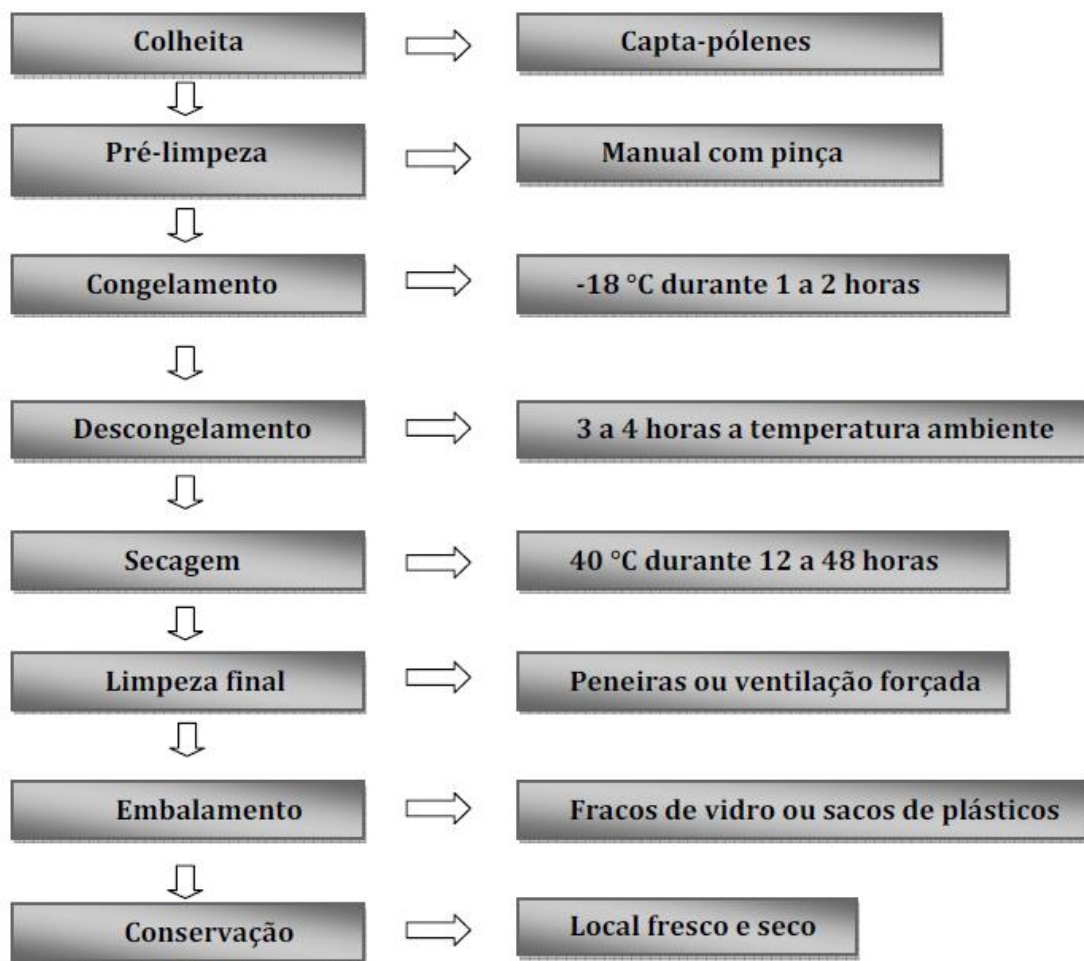 Colheita
Capta-pólenes
Pré-limpeza
Manual com pinça
Congelamento
-18 °C durante 1 a 2 horas
Descongelamento
3 a 4 horas a temperatura ambiente
Secagem
40 °C durante 12 a 48 horas
Limpeza final
Peneiras ou ventilação forçada
Embalamento
Fracos de vidro ou sacos de plásticos
Conservação
Local fresco e seco